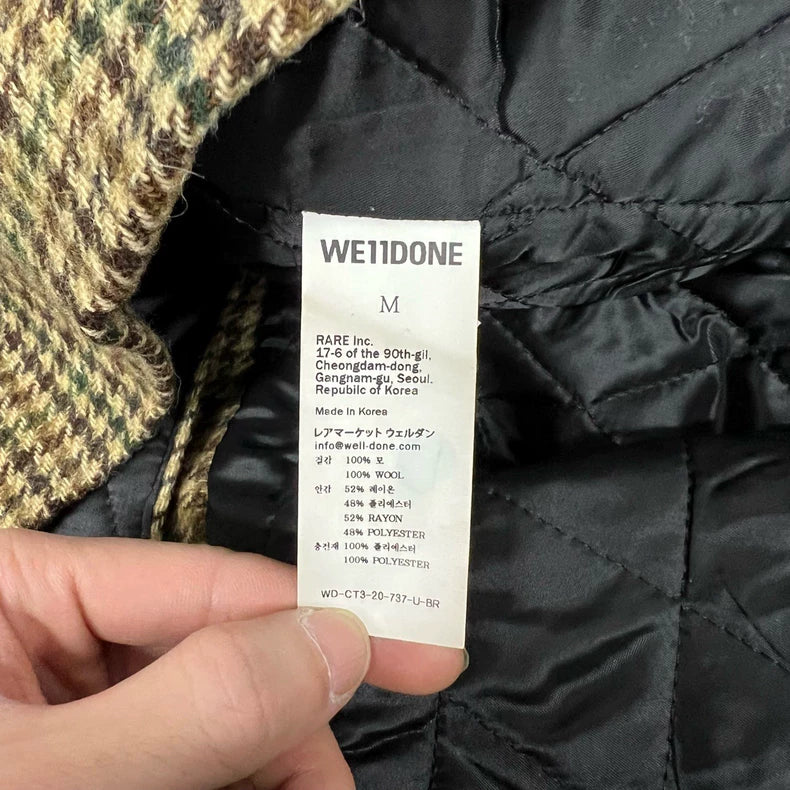 WE11DONE
M
RARE Inc.
17-6 of the 90th-gil,
Cheongdam-dong,
Gangnam-gu, Seoul.
Republic of Korea
Made In Korea
レアマーケット ウェルダン
info@well-done.com
겉감 100% 모
100% WOOL
안감 52% 레이온
48% 폴리에스터
52% RAYON
48% POLYESTER
충전재 100% 폴리에스터
100% POLYESTER
WD-CT3-20-737-U-BR